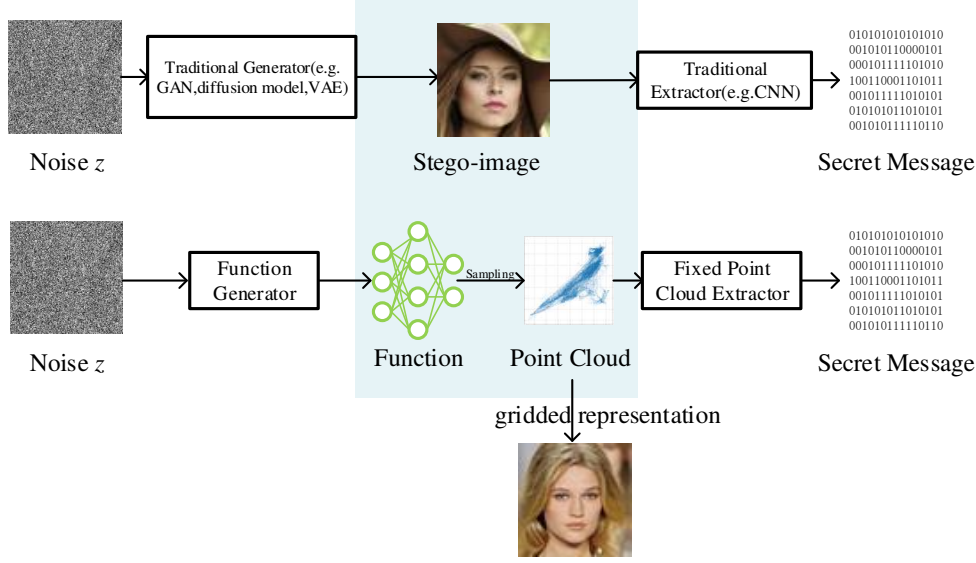 Traditional Generator(e.g.
GAN,diffusion model,VAE)
Traditional
Extractor(e.g.CNN)
010101010101010
001010110000101
000101111101010
100110001101011
001011111010101
010101011010101
001010111110110
Noise z
Stego-image
Secret Message
Function
Generator
Sampling
Fixed Point
Cloud Extractor
010101010101010
001010110000101
000101111101010
100110001101011
001011111010101
010101011010101
001010111110110
Noise z
Function
Point Cloud
Secret Message
gridded representation